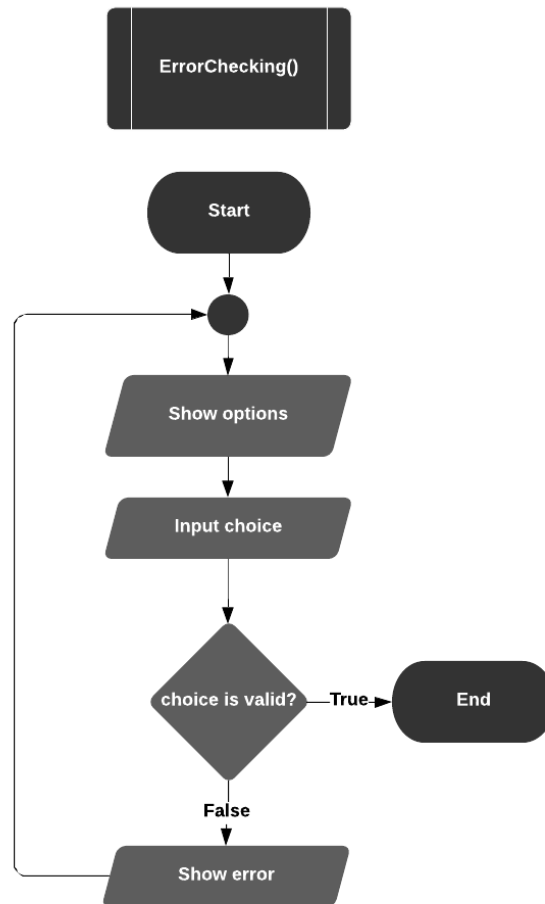 ErrorChecking()
Start
Show options
Input choice
choice is valid?
True
End
False
Show error